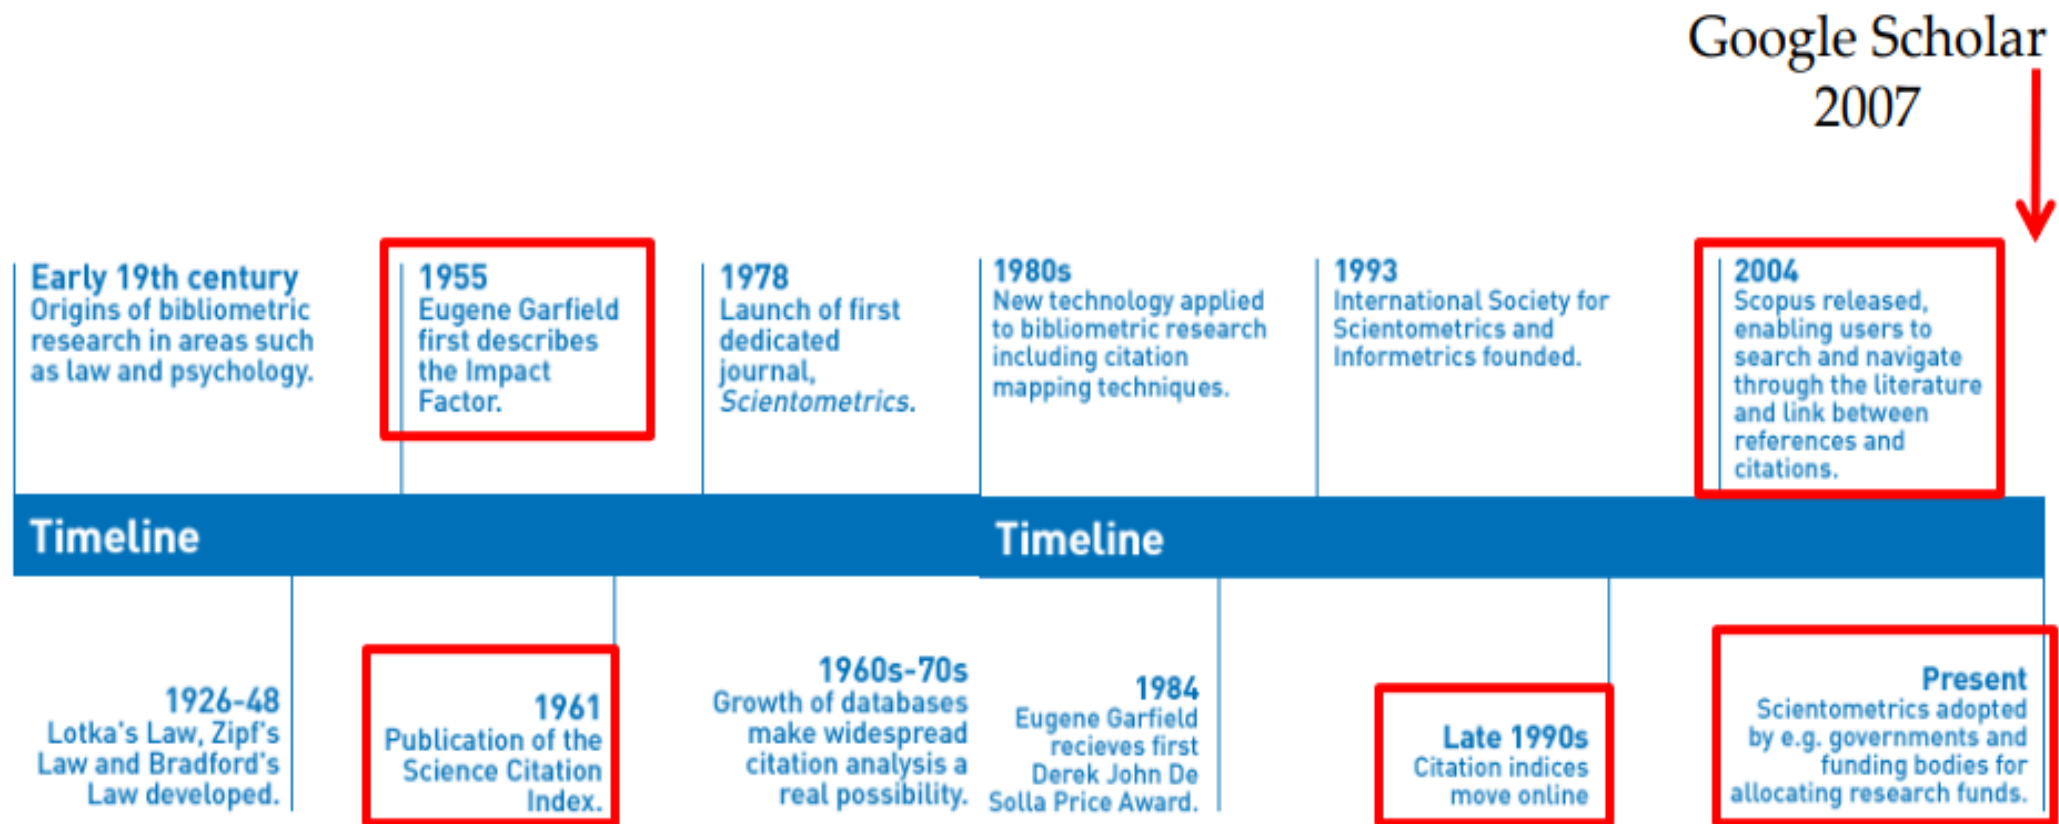 Google Scholar
2007
Early 19th century
Origins of bibliometric
research in areas such
as law and psychology.
1955
Eugene Garfield
first describes
the Impact
Factor.
1978
Launch of first
dedicated
journal,
Scientometrics.
1980s
New technology applied
to bibliometric research
including citation
mapping techniques.
1993
International Society for
Scientometrics and
Informetrics founded.
2004
Scopus released,
enabling users to
search and navigate
through the literature
and link between
references and
citations.
Timeline
Timeline
1926-48
Lotka's Law, Zipf's
Law and Bradford's
Law developed.
1961
Publication of the
Science Citation
Index.
1960s-70s
Growth of databases
make widespread
citation analysis a
real possibility.
1984
Eugene Garfield
recieves first
Derek John De
Solla Price Award.
Late 1990s
Citation indices
move online
Present
Scientometrics adopted
by e.g. governments and
funding bodies for
allocating research funds.